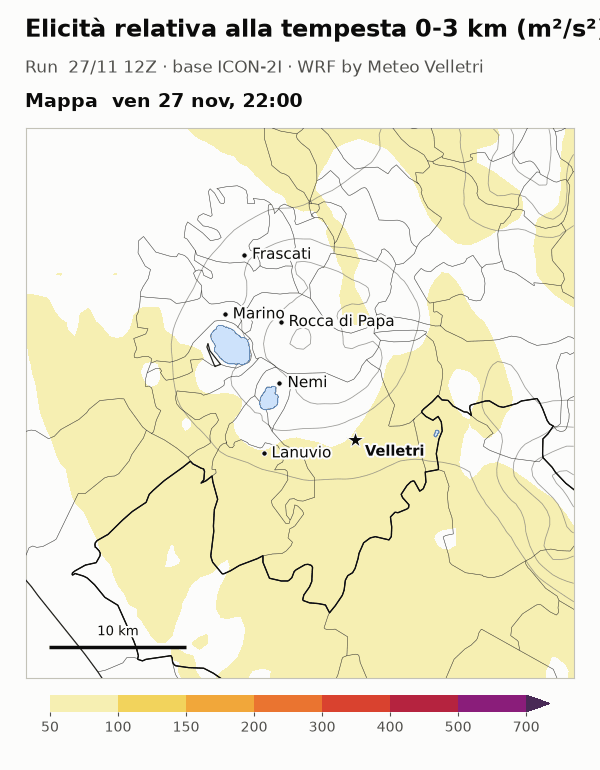 Elicità relativa alla tempesta 0-3 km (m²/s²)
Run 27/11 12Z · base ICON-2I · WRF by Meteo Velletri
Mappa ven 27 nov, 22:00
Frascati
Marino
Rocca di Papa
Nemi
Velletri
Lanuvio
10 km
50 100 150 200 300 400 500 700